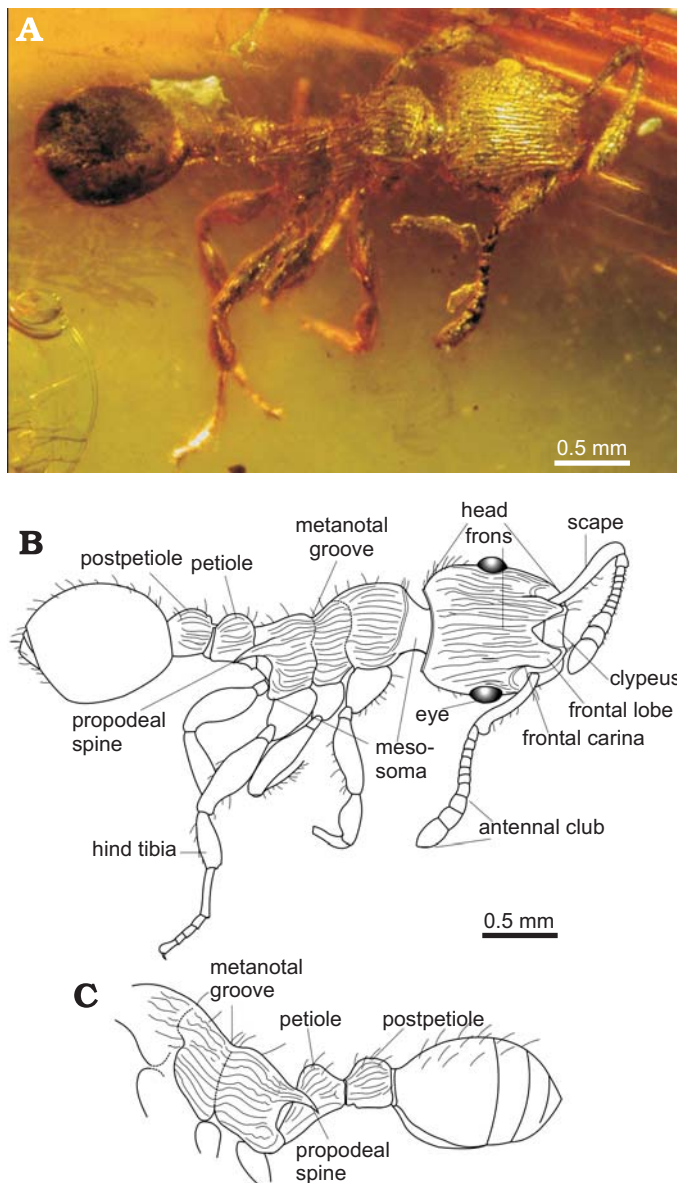 A
0.5 mm
B
head
frons
scape
metanotal
groove
postpetiole
petiole
clypeus
propodeal
spine
eye
frontal lobe
meso-
soma
frontal carina
hind tibia
antennal club
0.5 mm
C
metanotal
groove
petiole
postpetiole
propodeal
spine